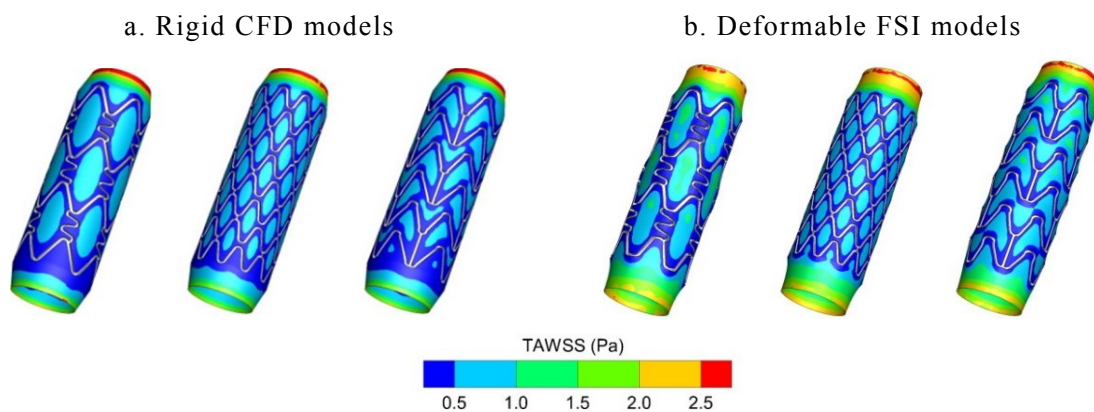 a. Rigid CFD models
b. Deformable FSI models
TAWSS (Pa)
0.5 1.0 1.5 2.0 2.5